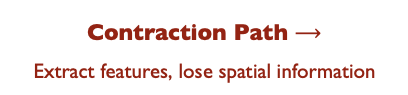 Contraction Path ⟶
Extract features, lose spatial information